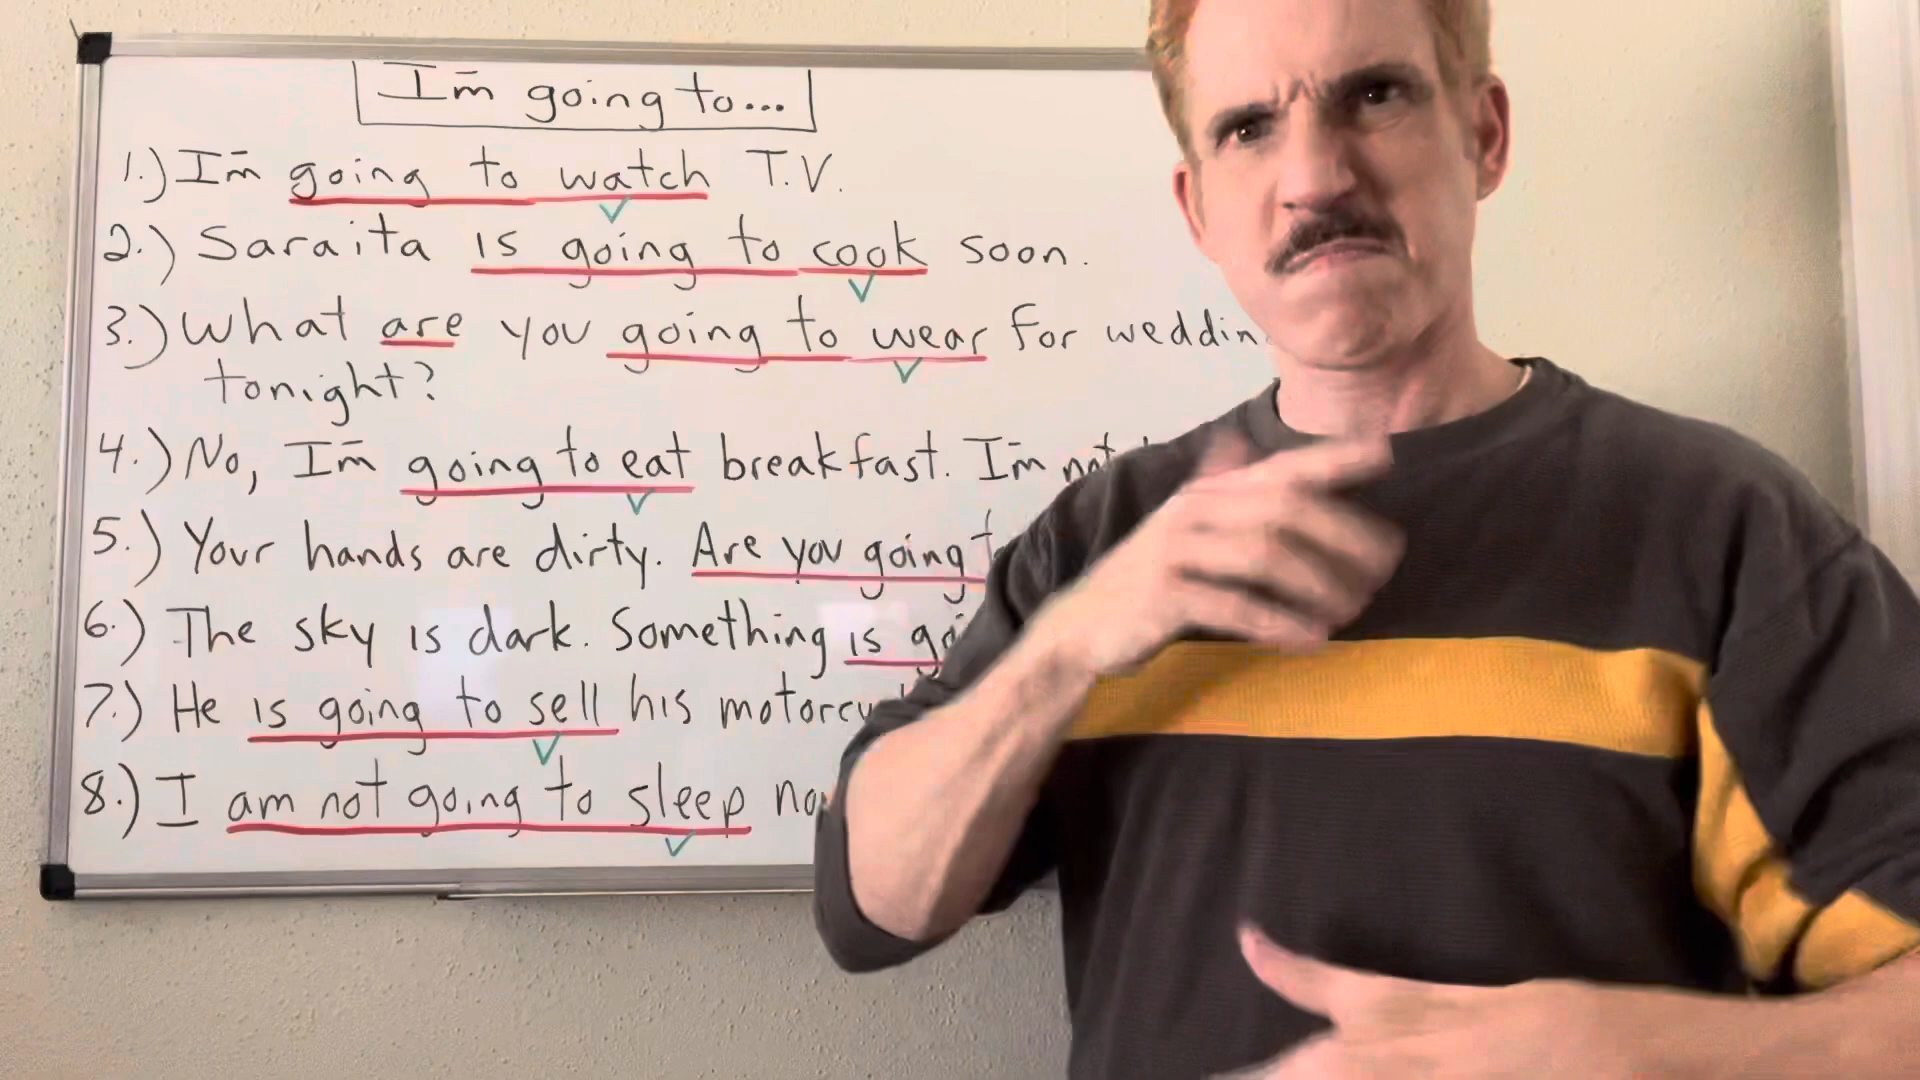 I'm going to...
1.) I'm going to watch T.V.
2.) Saraita is going to cook soon.
3.) What are you going to wear for
tonight?
4.) No, I'm going to eat breakfast. I'm not
5.) Your hands are dirty. Are you going
6.) The sky is dark. Something is
7.) He is going to sell his
8.) I am not going to sleep